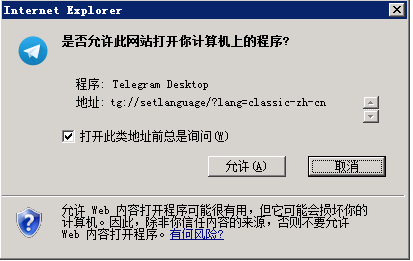 Internet Explorer
是否允许此网站打开你计算机上的程序?
程序: Telegram Desktop
地址: tg://setlanguage/?lang=classic-zh-cn
打开此类地址前总是询问(W)
允许(A)
取消
允许 Web 内容打开程序可能很有用，但它可能会损坏你的
计算机。因此，除非你信任内容的来源，否则不要允许
Web 内容打开程序。有何风险?